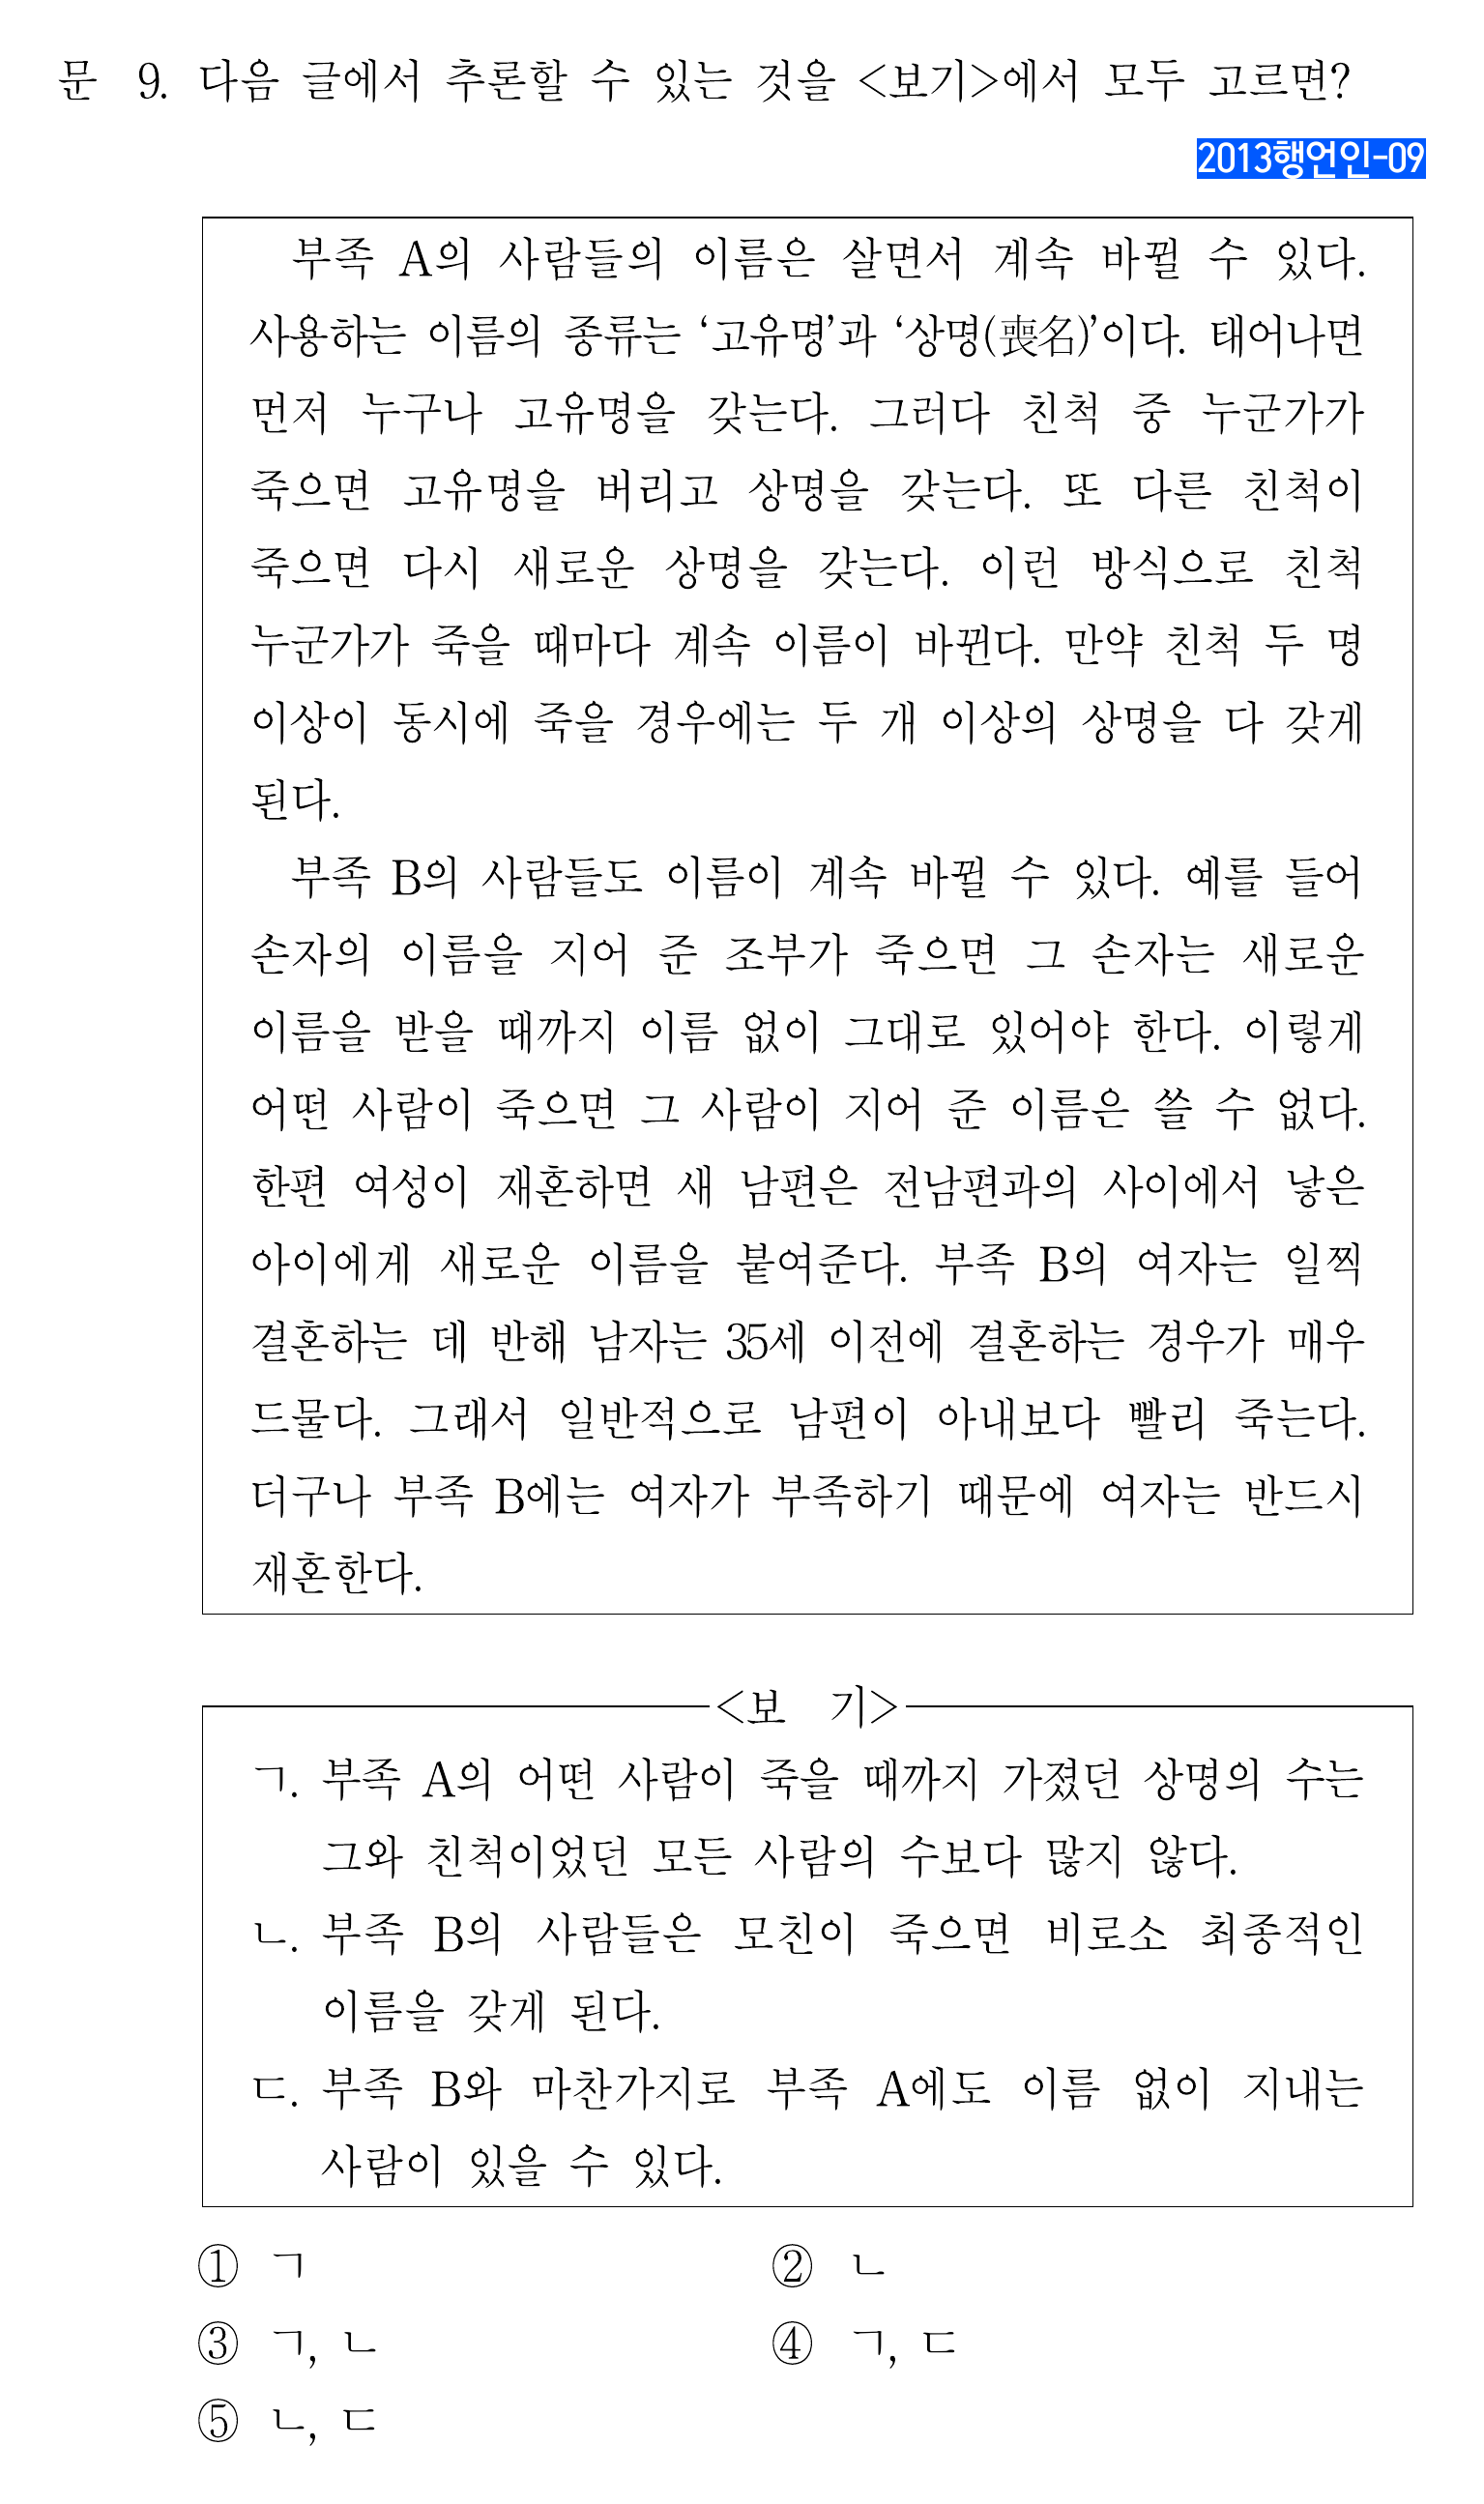 문 9. 다음 글에서 추론할 수 있는 것을 <보기>에서 모두 고르면?
2013행언인-09
부족 A의 사람들의 이름은 살면서 계속 바뀔 수 있다.
사용하는 이름의 종류는 ‘고유명’과 ‘상명(喪名)’이다. 태어나면
먼저 누구나 고유명을 갖는다. 그러다 친척 중 누군가가
죽으면 고유명을 버리고 상명을 갖는다. 또 다른 친척이
죽으면 다시 새로운 상명을 갖는다. 이런 방식으로 친척
누군가가 죽을 때마다 계속 이름이 바뀐다. 만약 친척 두 명
이상이 동시에 죽을 경우에는 두 개 이상의 상명을 다 갖게
된다.
부족 B의 사람들도 이름이 계속 바뀔 수 있다. 예를 들어
손자의 이름을 지어 준 조부가 죽으면 그 손자는 새로운
이름을 받을 때까지 이름 없이 그대로 있어야 한다. 이렇게
어떤 사람이 죽으면 그 사람이 지어 준 이름은 쓸 수 없다.
한편 여성이 재혼하면 새 남편은 전남편과의 사이에서 낳은
아이에게 새로운 이름을 붙여준다. 부족 B의 여자는 일찍
결혼하는 데 반해 남자는 35세 이전에 결혼하는 경우가 매우
드물다. 그래서 일반적으로 남편이 아내보다 빨리 죽는다.
더구나 부족 B에는 여자가 부족하기 때문에 여자는 반드시
재혼한다.
<보 기>
ㄱ. 부족 A의 어떤 사람이 죽을 때까지 가졌던 상명의 수는
그와 친척이었던 모든 사람의 수보다 많지 않다.
ㄴ. 부족 B의 사람들은 모친이 죽으면 비로소 최종적인
이름을 갖게 된다.
ㄷ. 부족 B와 마찬가지로 부족 A에도 이름 없이 지내는
사람이 있을 수 있다.
① ㄱ ② ㄴ
③ ㄱ, ㄴ ④ ㄱ, ㄷ
⑤ ㄴ, ㄷ